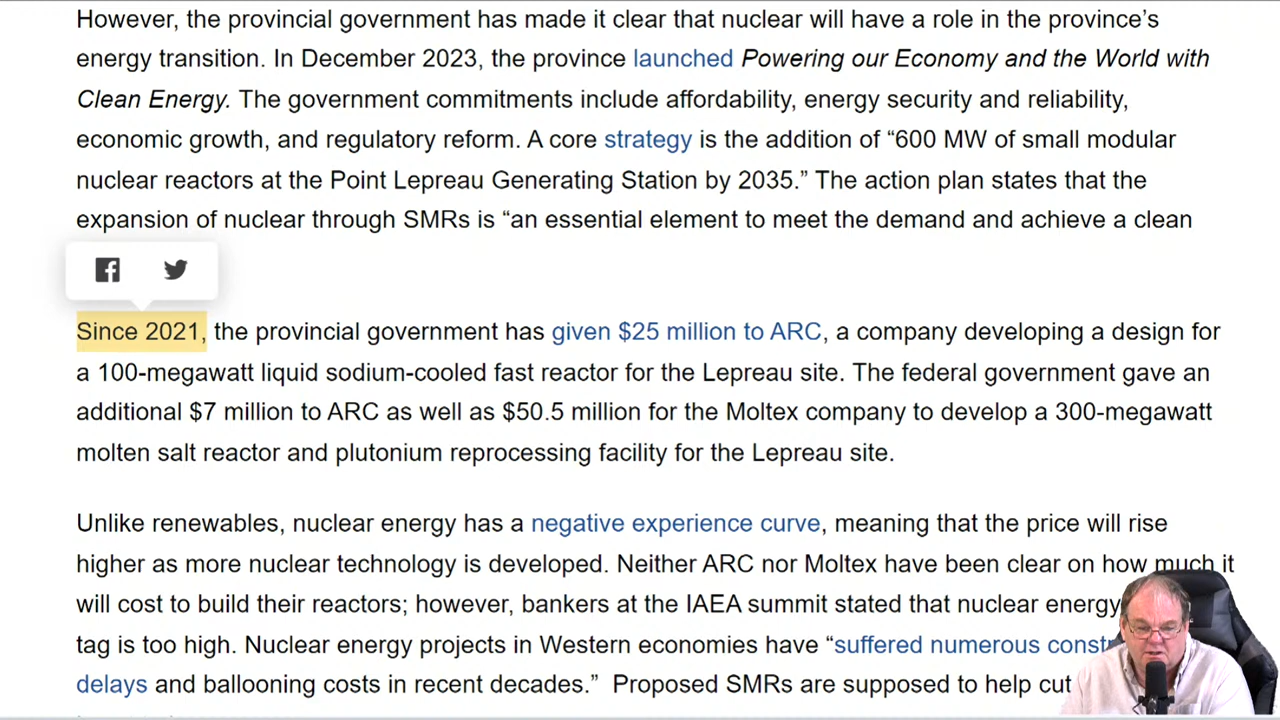 However, the provincial government has made it clear that nuclear will have a role in the province’s
energy transition. In December 2023, the province launched Powering our Economy and the World with
Clean Energy. The government commitments include affordability, energy security and reliability,
economic growth, and regulatory reform. A core strategy is the addition of “600 MW of small modular
nuclear reactors at the Point Lepreau Generating Station by 2035.” The action plan states that the
expansion of nuclear through SMRs is “an essential element to meet the demand and achieve a clean
Since 2021, the provincial government has given $25 million to ARC, a company developing a design for
a 100-megawatt liquid sodium-cooled fast reactor for the Lepreau site. The federal government gave an
additional $7 million to ARC as well as $50.5 million for the Moltex company to develop a 300-megawatt
molten salt reactor and plutonium reprocessing facility for the Lepreau site.
Unlike renewables, nuclear energy has a negative experience curve, meaning that the price will rise
higher as more nuclear technology is developed. Neither ARC nor Moltex have been clear on how much it
will cost to build their reactors; however, bankers at the IAEA summit stated that nuclear energy
tag is too high. Nuclear energy projects in Western economies have “suffered numerous
delays and ballooning costs in recent decades.” Proposed SMRs are supposed to help cut